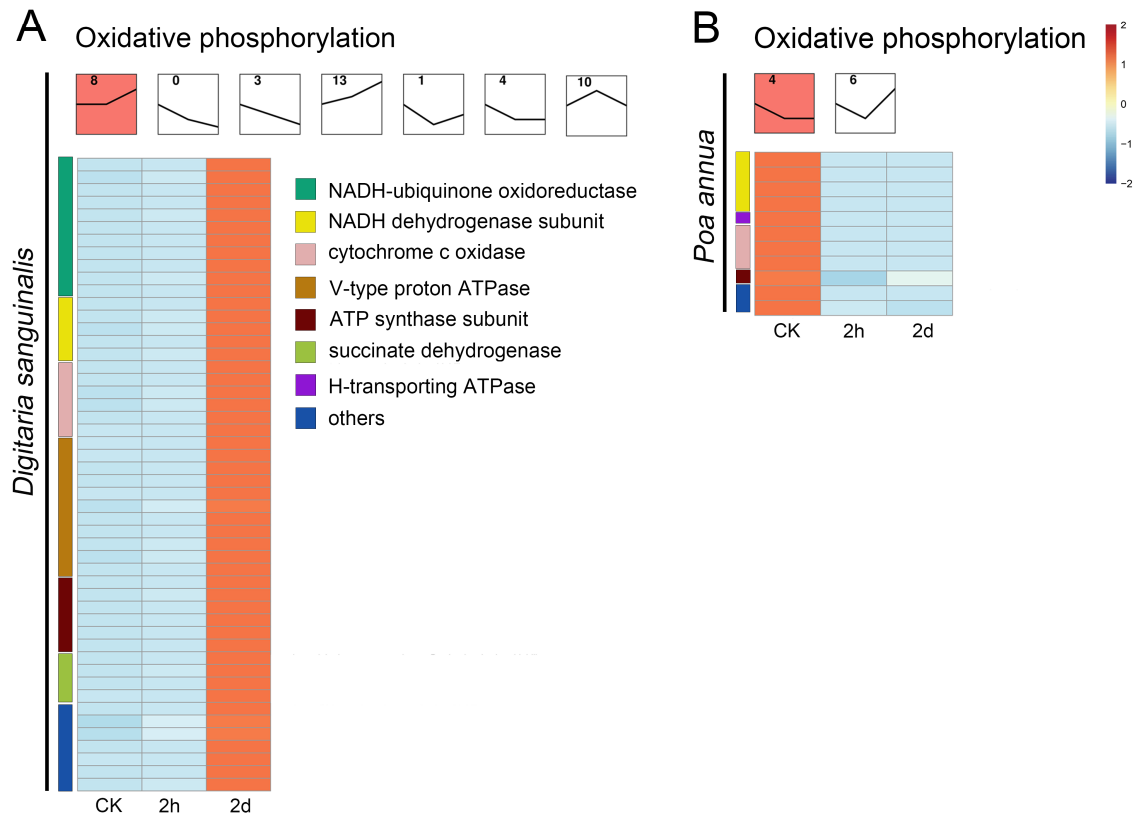 A
Oxidative phosphorylation
8
0
3
13
1
4
10
Digitaria sanguinalis
NADH-ubiquinone oxidoreductase
NADH dehydrogenase subunit
cytochrome c oxidase
V-type proton ATPase
ATP synthase subunit
succinate dehydrogenase
H-transporting ATPase
others
CK
2h
2d
B
Oxidative phosphorylation
4
6
Poa annua
CK
2h
2d
2
1
0
−1
−2